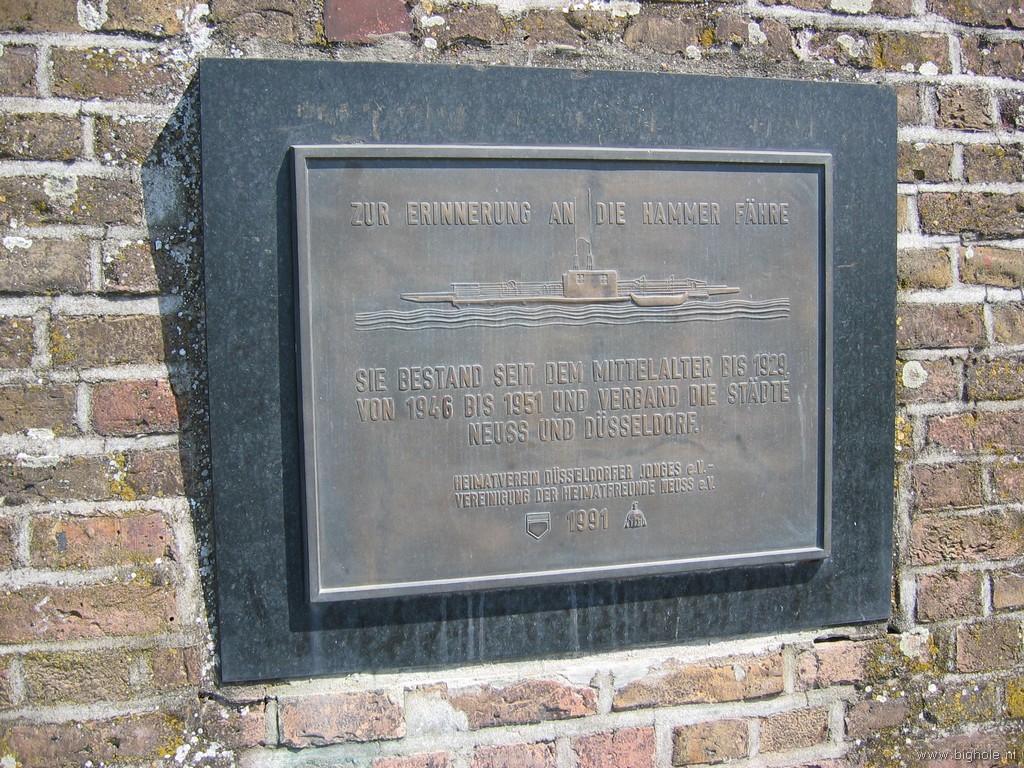 ZUR ERINNERUNG AN DIE HAMMER FÄHRE
SIE BESTAND SEIT DEM MITTELALTER BIS 1929.
VON 1946 BIS 1951 UND VERBAND DIE STÄDTE
NEUSS UND DÜSSELDORF.
HEIMATVEREIN DÜSSELDORFER JONGES e.V.-
VEREINIGUNG DER HEIMATFREUNDE NEUSS e.V.
1991
www.bighole.nl